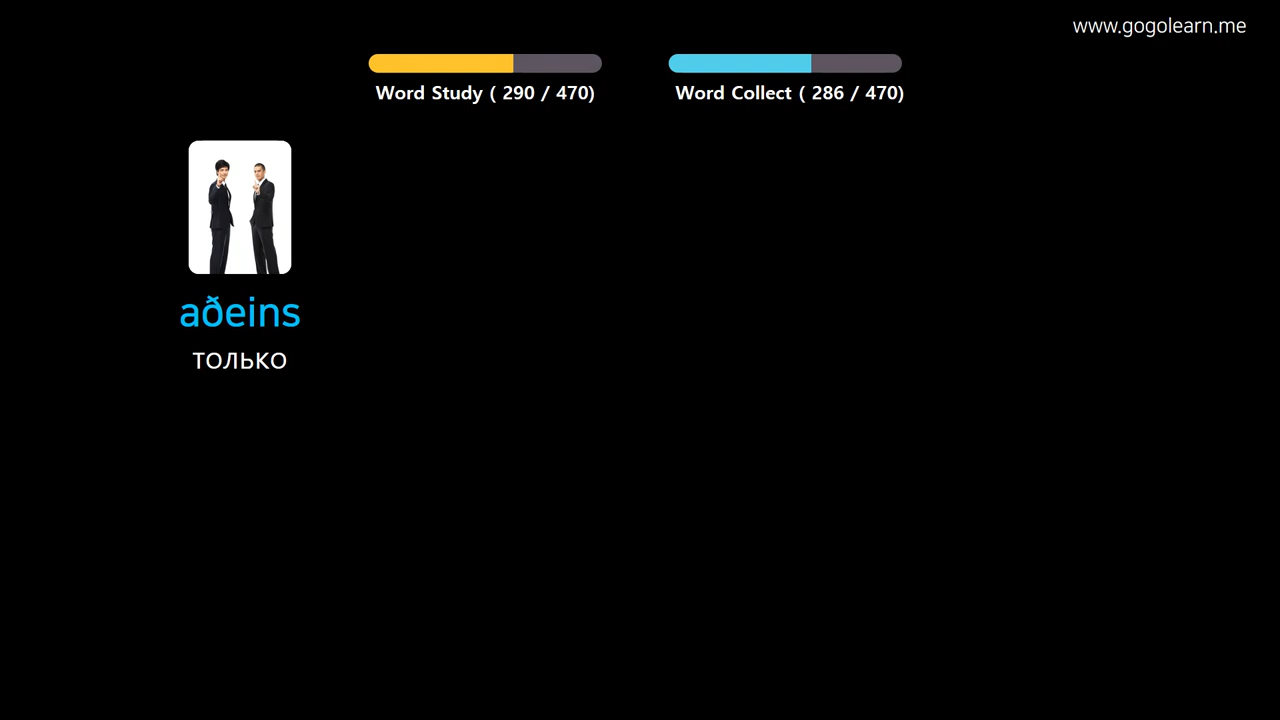 www.gogolearn.me
Word Study ( 290 / 470)
Word Collect ( 286 / 470)
aðeins
только